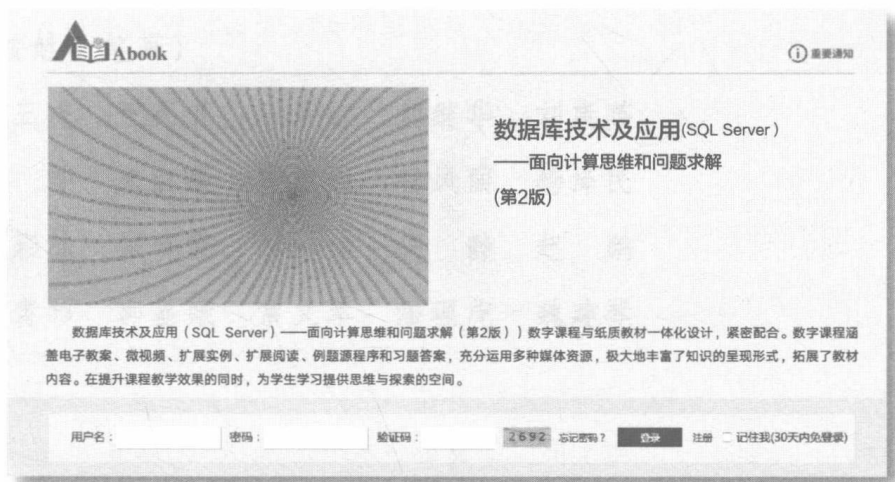 Abook
重要通知
数据库技术及应用(SQL Server)
——面向计算思维和问题求解
(第2版)
数据库技术及应用（SQL Server）——面向计算思维和问题求解（第2版））数字课程与纸质教材一体化设计，紧密配合。数字课程涵
盖电子教案、微视频、扩展实例、扩展阅读、例题源程序和习题答案，充分运用多种媒体资源，极大地丰富了知识的呈现形式，拓展了教材
内容。在提升课程教学效果的同时，为学生学习提供思维与探索的空间。
用户名： 密码： 验证码： 2692 忘记密码？ 登录 注册 记住我(30天内免登录)